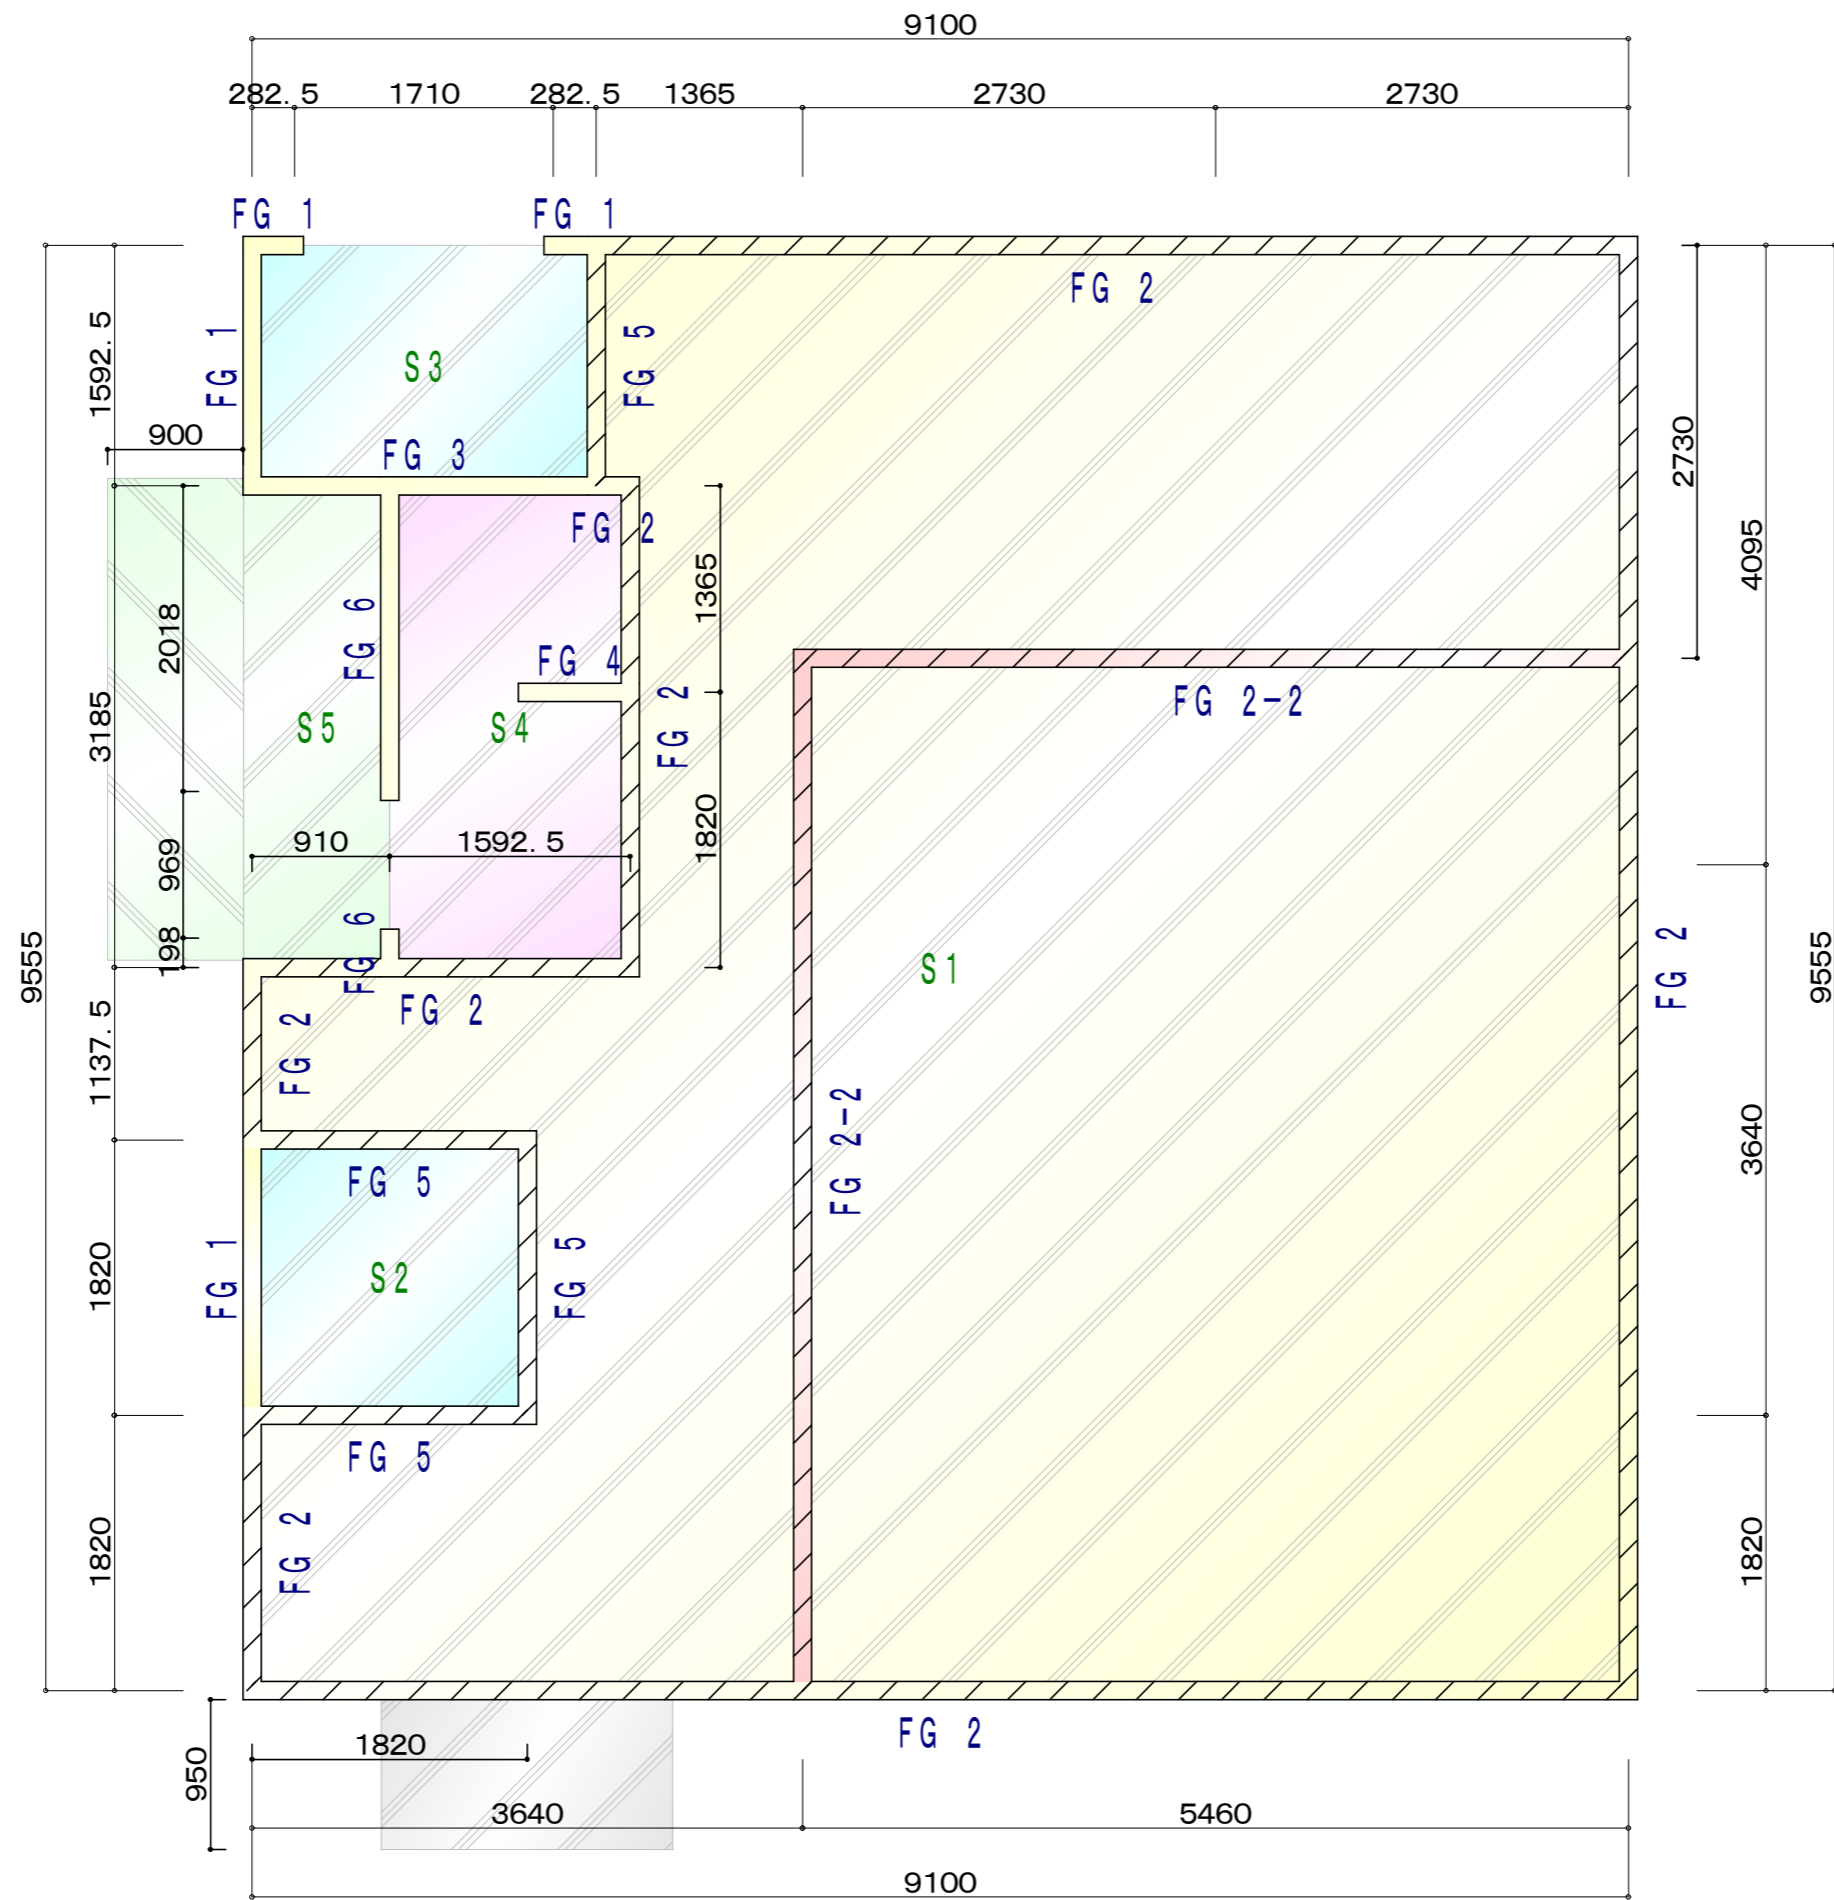 9100
282.5 1710 282.5 1365 2730 2730
FG 1 FG 1
FG 2
1592.5
FG 1
S3
FG 5
900
FG 3
2730
FG 2
4095
1365
2018
FG 6
FG 4
3185
S5
S4
FG 2
FG 2-2
910 1592.5
1820
969
198
FG 6
9555
S1
FG 2
9555
FG 2
1137.5
FG 2
FG 2-2
3640
FG 5
1820
FG 1
S2
FG 5
FG 5
1820
FG 2
1820
FG 2
950
1820
3640 5460
9100